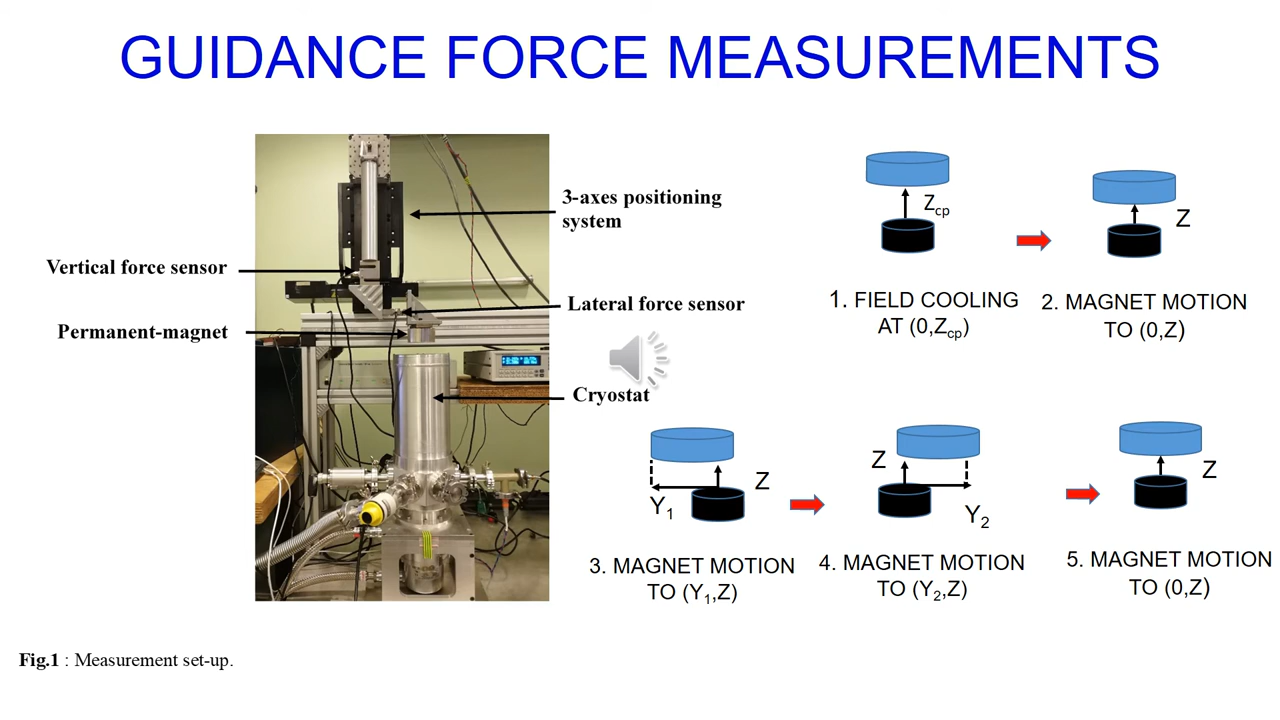 GUIDANCE FORCE MEASUREMENTS
3-axes positioning
system
Vertical force sensor
Lateral force sensor
Permanent-magnet
Cryostat
Zcp
Z
1. FIELD COOLING
AT (0,Zcp)
2. MAGNET MOTION
TO (0,Z)
Z
Y1
Z
Y2
Z
3. MAGNET MOTION
TO (Y1,Z)
4. MAGNET MOTION
TO (Y2,Z)
5. MAGNET MOTION
TO (0,Z)
Fig.1 : Measurement set-up.